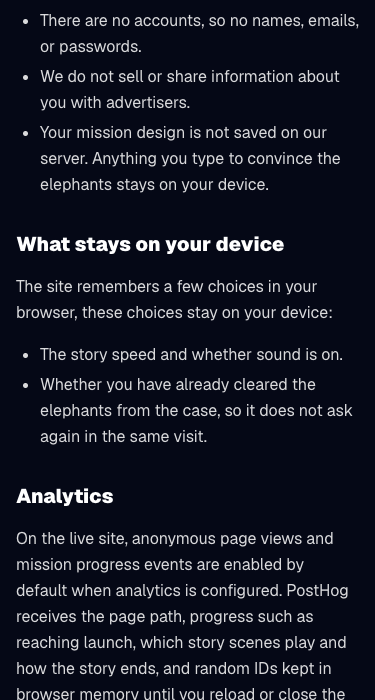 • There are no accounts, so no names, emails,
or passwords.
• We do not sell or share information about
you with advertisers.
• Your mission design is not saved on our
server. Anything you type to convince the
elephants stays on your device.
What stays on your device
The site remembers a few choices in your
browser, these choices stay on your device:
• The story speed and whether sound is on.
• Whether you have already cleared the
elephants from the case, so it does not ask
again in the same visit.
Analytics
On the live site, anonymous page views and
mission progress events are enabled by
default when analytics is configured. PostHog
receives the page path, progress such as
reaching launch, which story scenes play and
how the story ends, and random IDs kept in
browser memory until you reload or close the